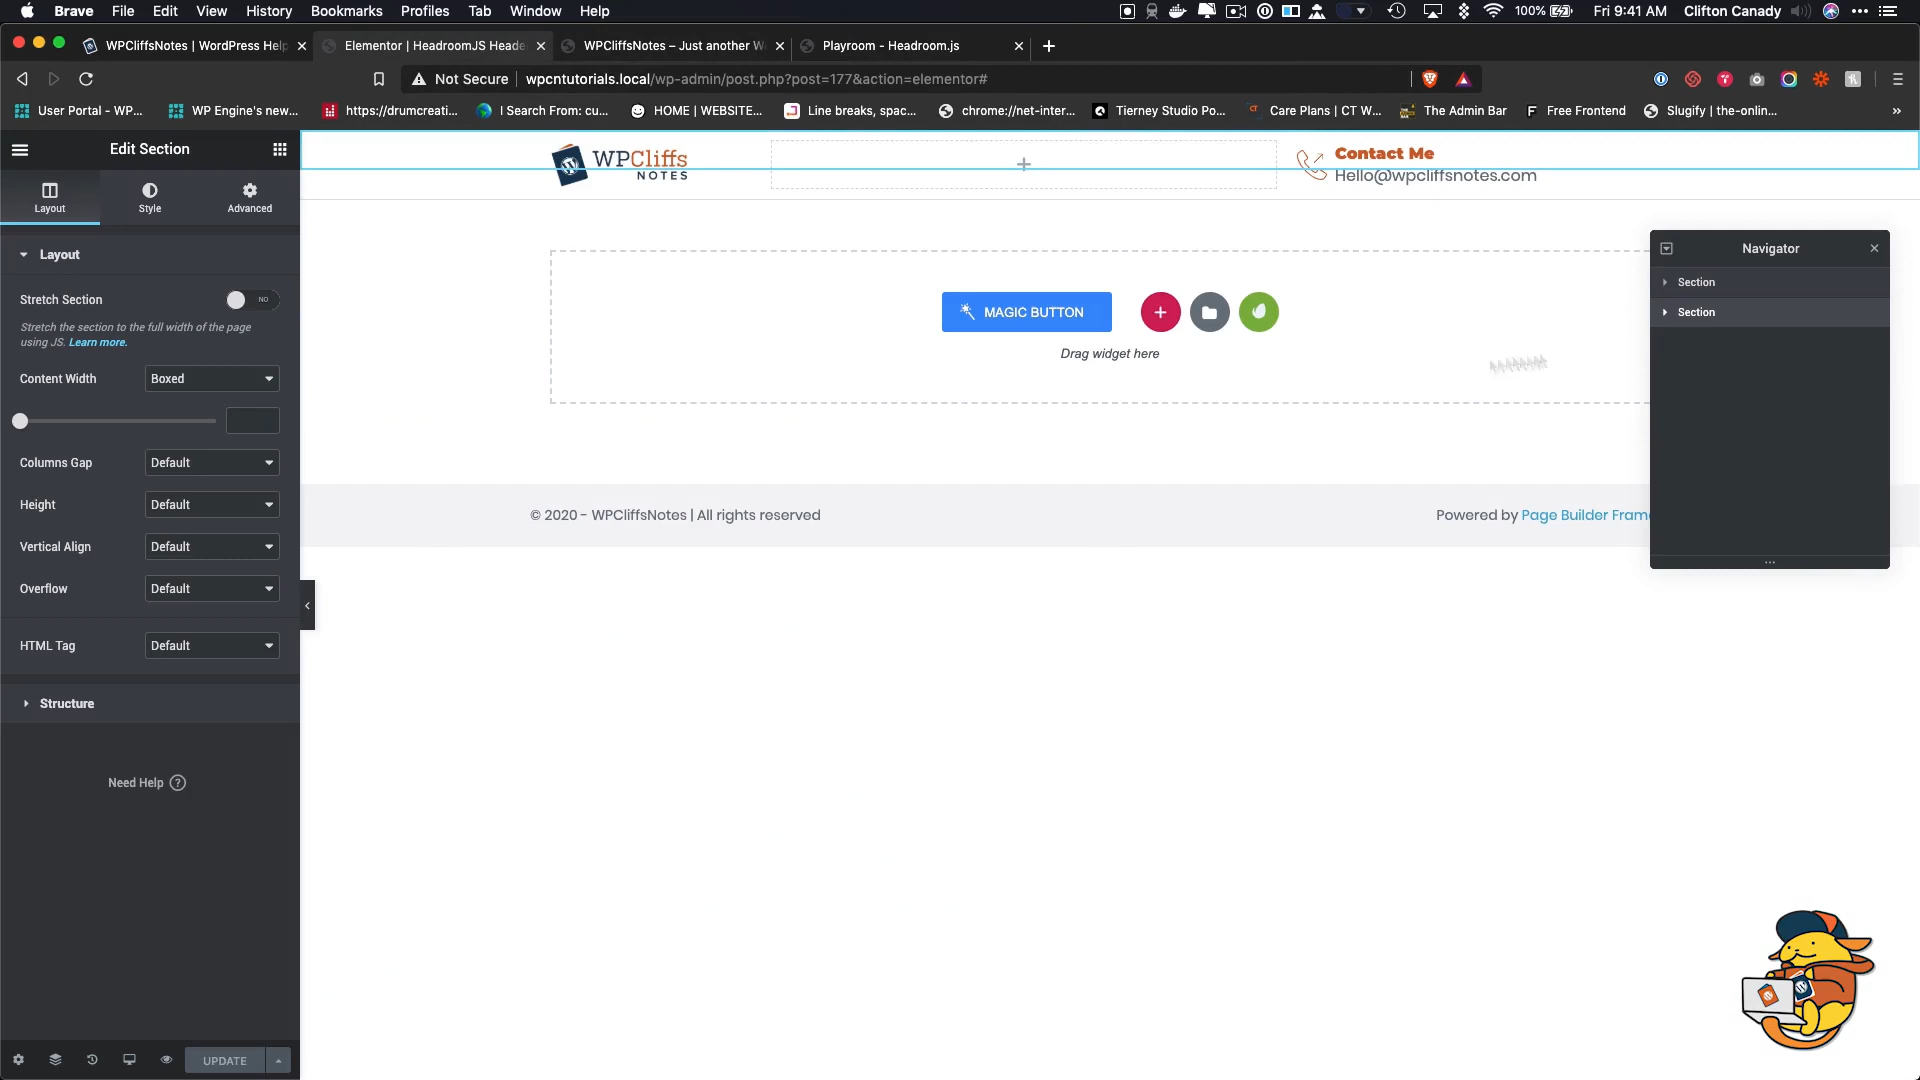 Brave File Edit View History Bookmarks Profiles Tab Window Help 100% Fri 9:41 AM Clifton Canady
WPCliffsNotes | WordPress Help Elementor | HeadroomJS Heade WPCliffsNotes – Just another W Playroom - Headroom.js
Not Secure wpcntutorials.local/wp-admin/post.php?post=177&action=elementor#
User Portal - WP... WP Engine's new... https://drumcreati... I Search From: cu... HOME | WEBSITE... Line breaks, spac... chrome://net-inter... Tierney Studio Po... Care Plans | CT W... The Admin Bar Free Frontend Slugify | the-onlin...
Edit Section
Layout Style Advanced
Layout
Stretch Section NO
Stretch the section to the full width of the page
using JS. Learn more.
Content Width Boxed
Columns Gap Default
Height Default
Vertical Align Default
Overflow Default
HTML Tag Default
Structure
Need Help
UPDATE
WPCliffs
NOTES
Contact Me
Hello@wpcliffsnotes.com
MAGIC BUTTON
Drag widget here
© 2020 - WPCliffsNotes | All rights reserved
Powered by Page Builder Fram
Navigator
Section
Section